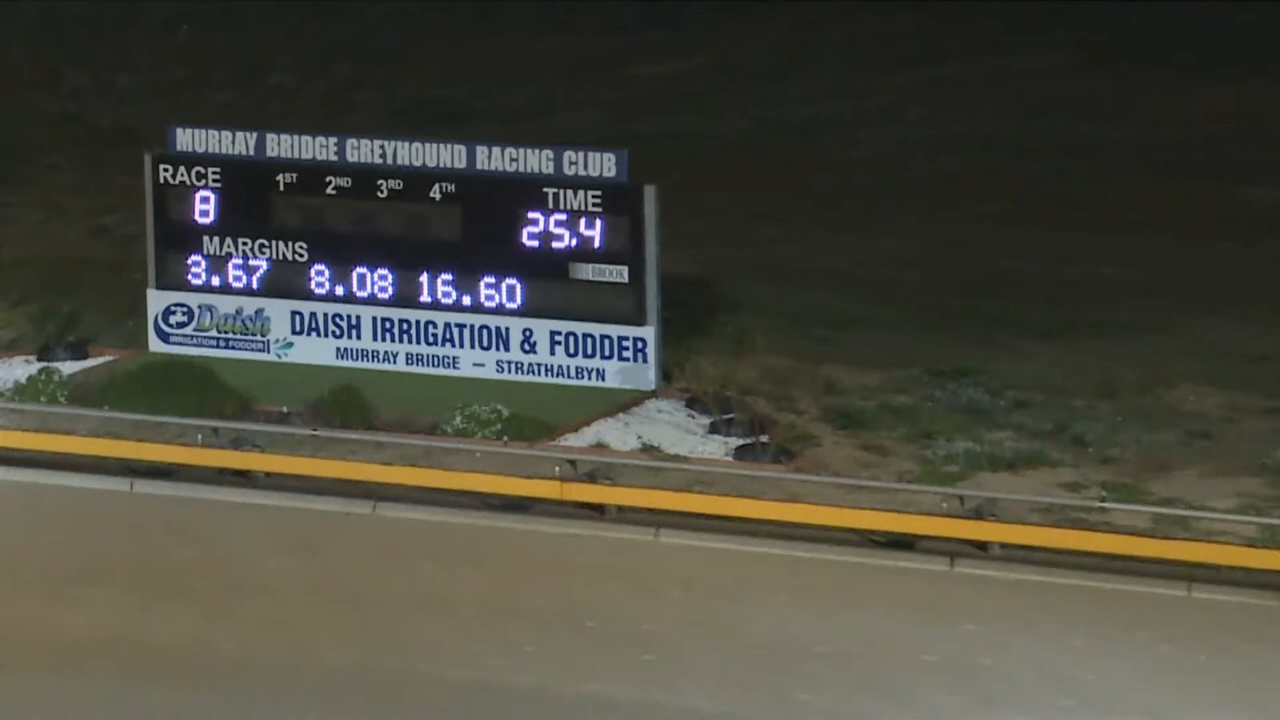 MURRAY BRIDGE GREYHOUND RACING CLUB
RACE 1ST 2ND 3RD 4TH TIME
8 25.4
MARGINS
BROOK
3.67 8.08 16.60
Daish
IRRIGATION & FODDER
DAISH IRRIGATION & FODDER
MURRAY BRIDGE — STRATHALBYN